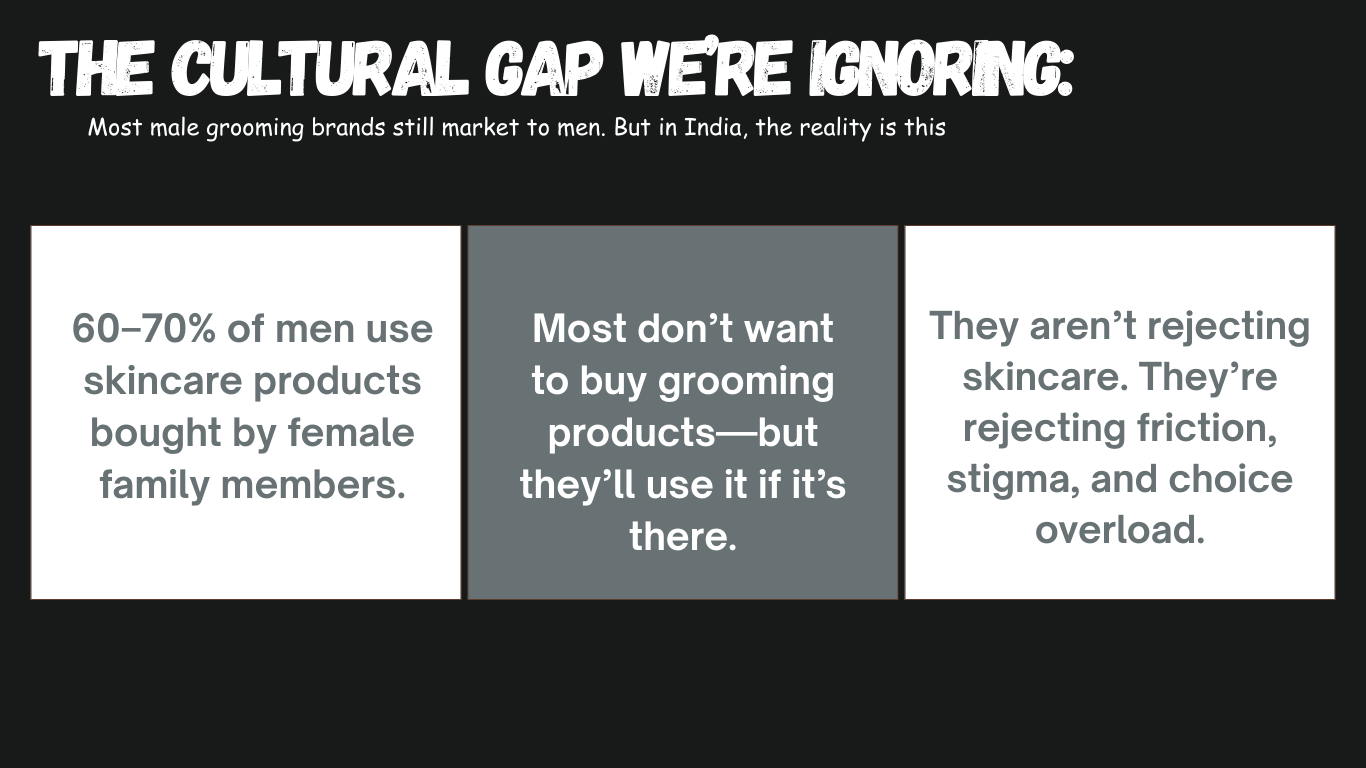 THE CULTURAL GAP WE'RE IGNORING:
Most male grooming brands still market to men. But in India, the reality is this
60–70% of men use
skincare products
bought by female
family members.
Most don’t want
to buy grooming
products—but
they’ll use it if it’s
there.
They aren’t rejecting
skincare. They’re
rejecting friction,
stigma, and choice
overload.